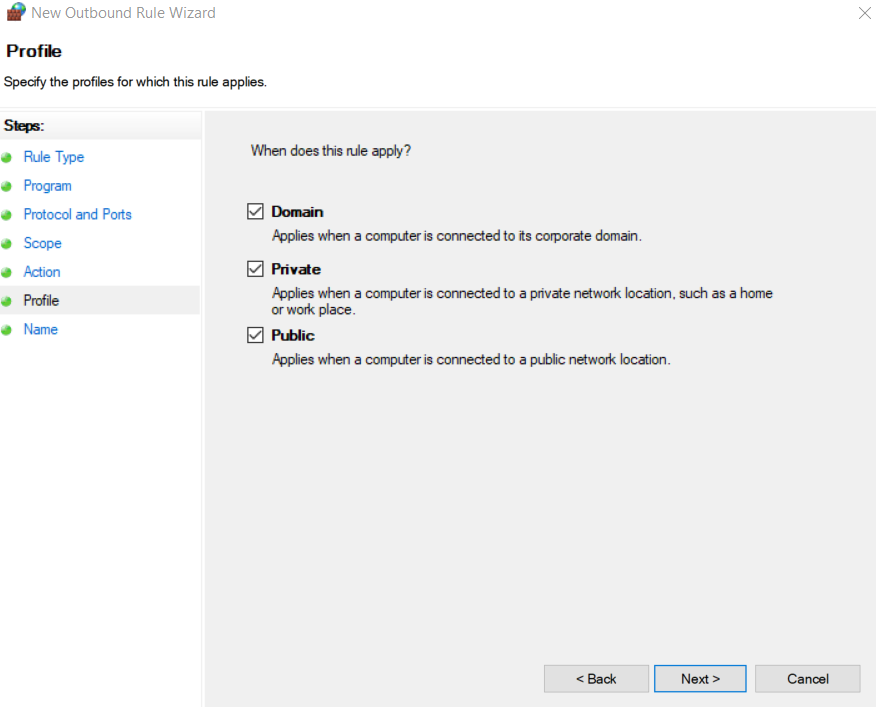 New Outbound Rule Wizard
Profile
Specify the profiles for which this rule applies.
Steps:
Rule Type
Program
Protocol and Ports
Scope
Action
Profile
Name
When does this rule apply?
Domain
Applies when a computer is connected to its corporate domain.
Private
Applies when a computer is connected to a private network location, such as a home
or work place.
Public
Applies when a computer is connected to a public network location.
< Back
Next >
Cancel